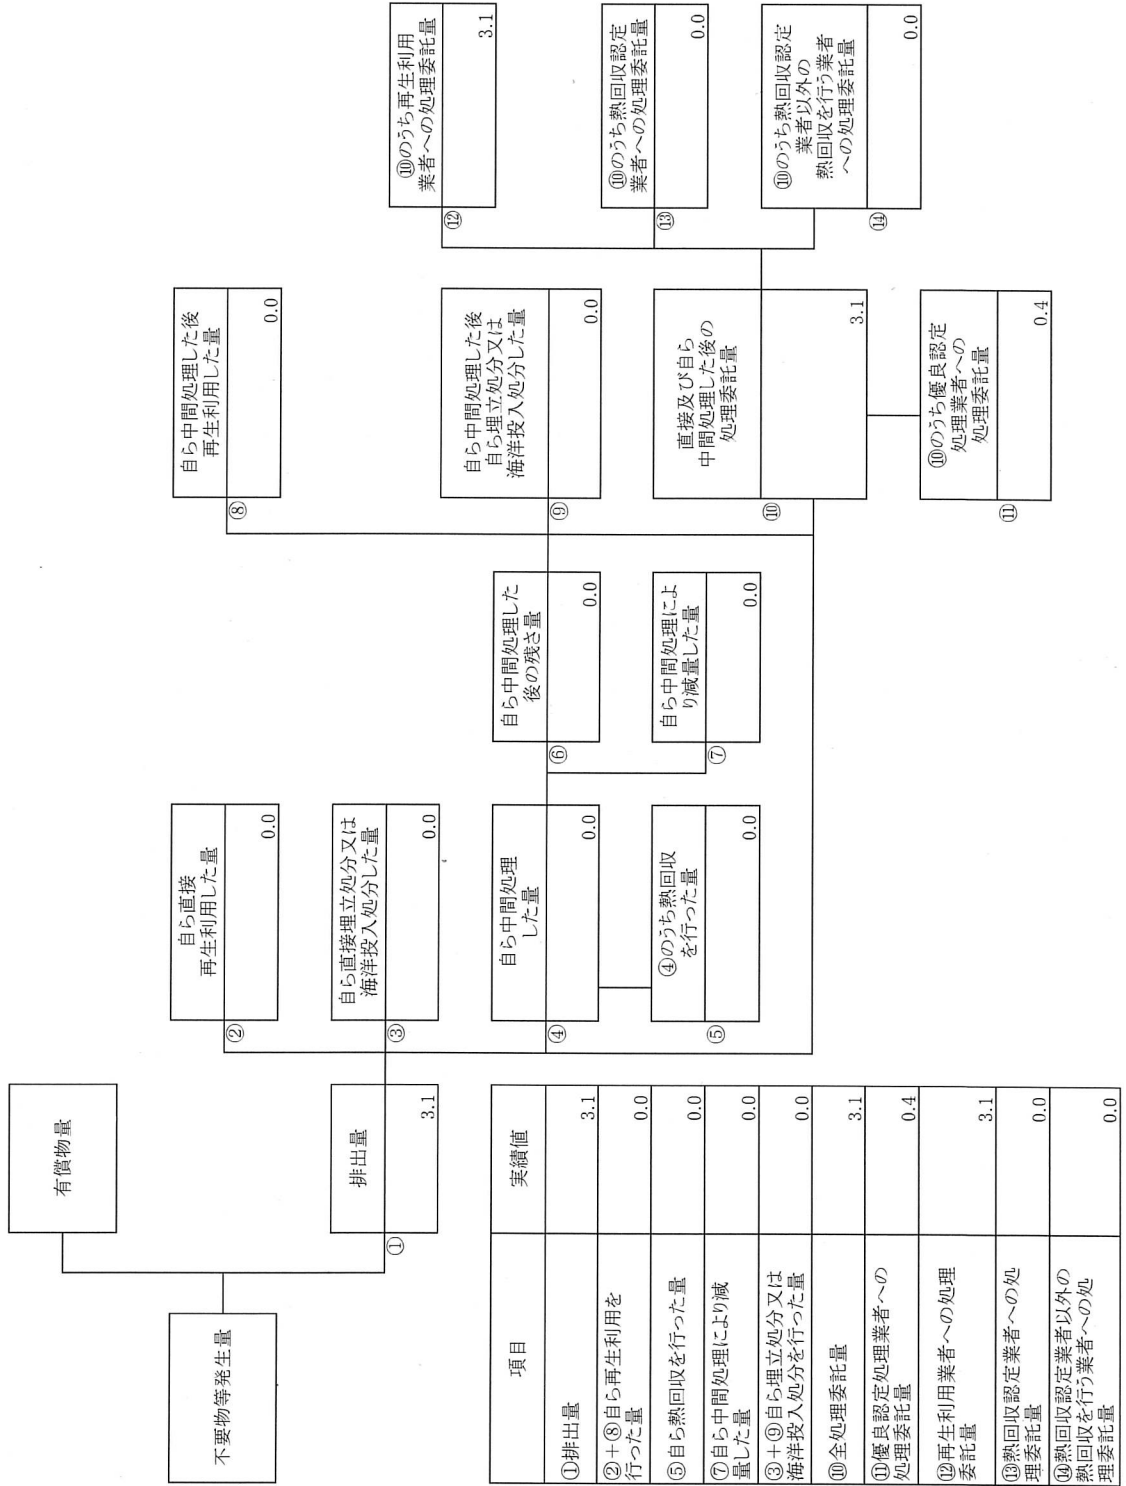 不要物等発生量
有償物量
①
排出量
3.1
②
自ら直接
再生利用した量
0.0
③
自ら直接埋立処分又は
海洋投入処分した量
0.0
④
自ら中間処理
した量
0.0
⑤
④のうち熱回収
を行った量
0.0
⑥
自ら中間処理した
後の残さ量
0.0
⑦
自ら中間処理によ
り減量した量
0.0
⑧
自ら中間処理した後
再生利用した量
0.0
⑨
自ら中間処理した後
自ら埋立処分又は
海洋投入処分した量
0.0
⑩
直接及び自ら
中間処理した後の
処理委託量
3.1
⑪
⑩のうち優良認定
処理業者への
処理委託量
0.4
⑫
⑩のうち再生利用
業者への処理委託量
3.1
⑬
⑩のうち熱回収認定
業者への処理委託量
0.0
⑭
⑩のうち熱回収認定
業者以外の
熱回収を行う業者
への処理委託量
0.0
項目
実績値
①排出量
3.1
②+⑧自ら再生利用を
行った量
0.0
⑤自ら熱回収を行った量
0.0
⑦自ら中間処理により減
量した量
0.0
③+⑨自ら埋立処分又は
海洋投入処分を行った量
0.0
⑩全処理委託量
3.1
⑪優良認定処理業者への
処理委託量
0.4
⑫再生利用業者への処理
委託量
3.1
⑬熱回収認定業者への処
理委託量
0.0
⑭熱回収認定業者以外の
熱回収を行う業者への処
理委託量
0.0